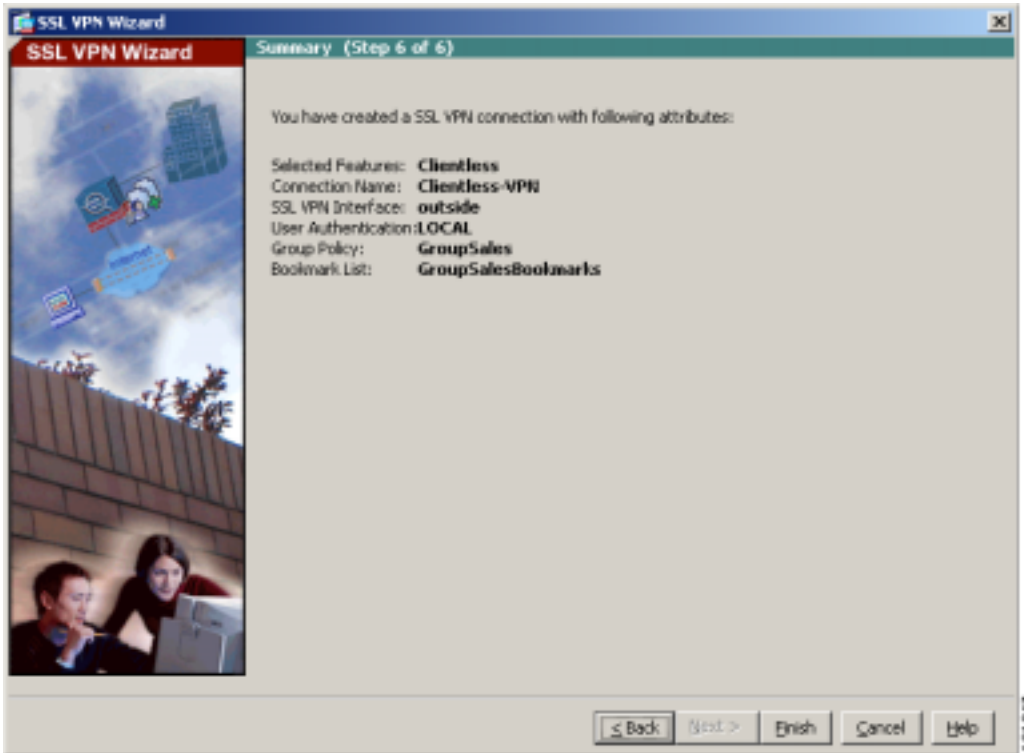 SSL VPN Wizard
SSL VPN Wizard
Summary (Step 6 of 6)
You have created a SSL VPN connection with following attributes:
Selected Features: Clientless
Connection Name: Clientless-VPN
SSL VPN Interface: outside
User Authentication: LOCAL
Group Policy: GroupSales
Bookmark List: GroupSalesBookmarks
Internet
< Back
Next >
Finish
Cancel
Help